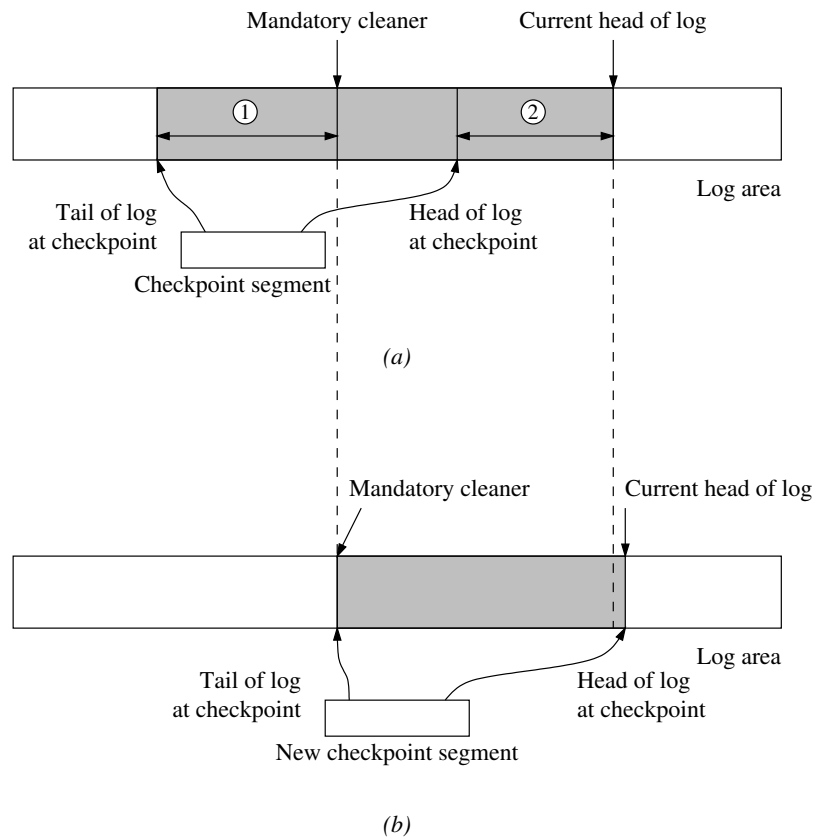 Mandatory cleaner
Current head of log
1
2
Log area
Tail of log
at checkpoint
Head of log
at checkpoint
Checkpoint segment
(a)
Mandatory cleaner
Current head of log
Log area
Tail of log
at checkpoint
Head of log
at checkpoint
New checkpoint segment
(b)